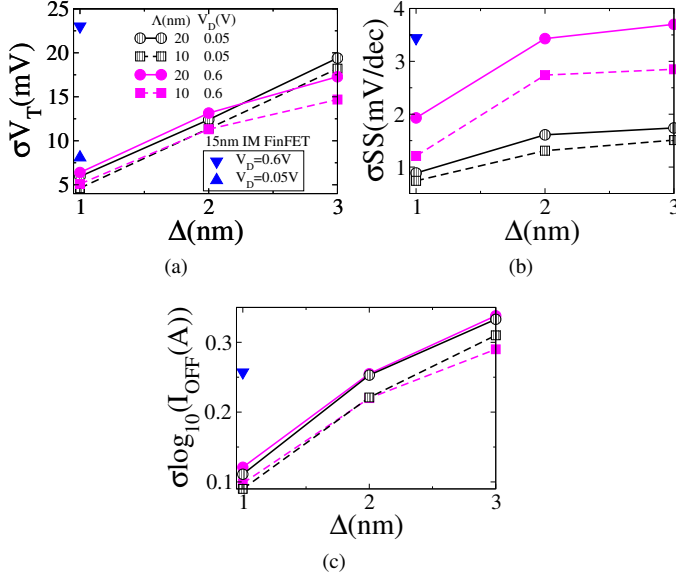 Λ(nm) V_D(V)
20 0.05
10 0.05
20 0.6
10 0.6
15nm IM FinFET
V_D=0.6V
V_D=0.05V
25
20
15
10
5
σV_T(mV)
1 2 3
Δ(nm)
(a)
4
3
2
1
σSS(mV/dec)
1 2 3
Δ(nm)
(b)
0.3
0.2
0.1
σlog_10(I_OFF(A))
1 2 3
Δ(nm)
(c)